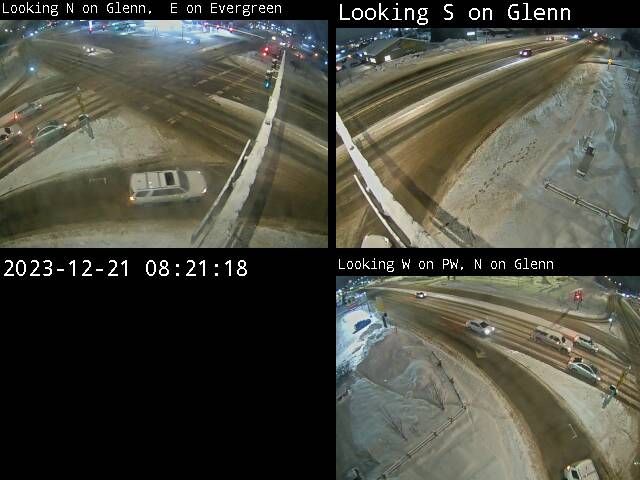 Looking N on Glenn,  E on Evergreen
Looking S on Glenn
2023-12-21 08:21:18
Looking W on PW, N on Glenn